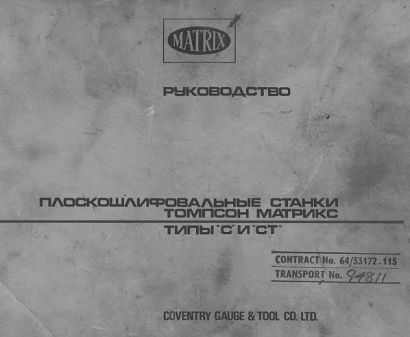 MATRIX
РУКОВОДСТВО
ПЛОСКОШЛИФОВАЛЬНЫЕ СТАНКИ
ТОМПСОН МАТРИКС
ТИПЫ "С" И "СТ"
CONTRACT No. 64/33172-115
TRANSPORT No. 94811
COVENTRY GAUGE & TOOL CO. LTD.